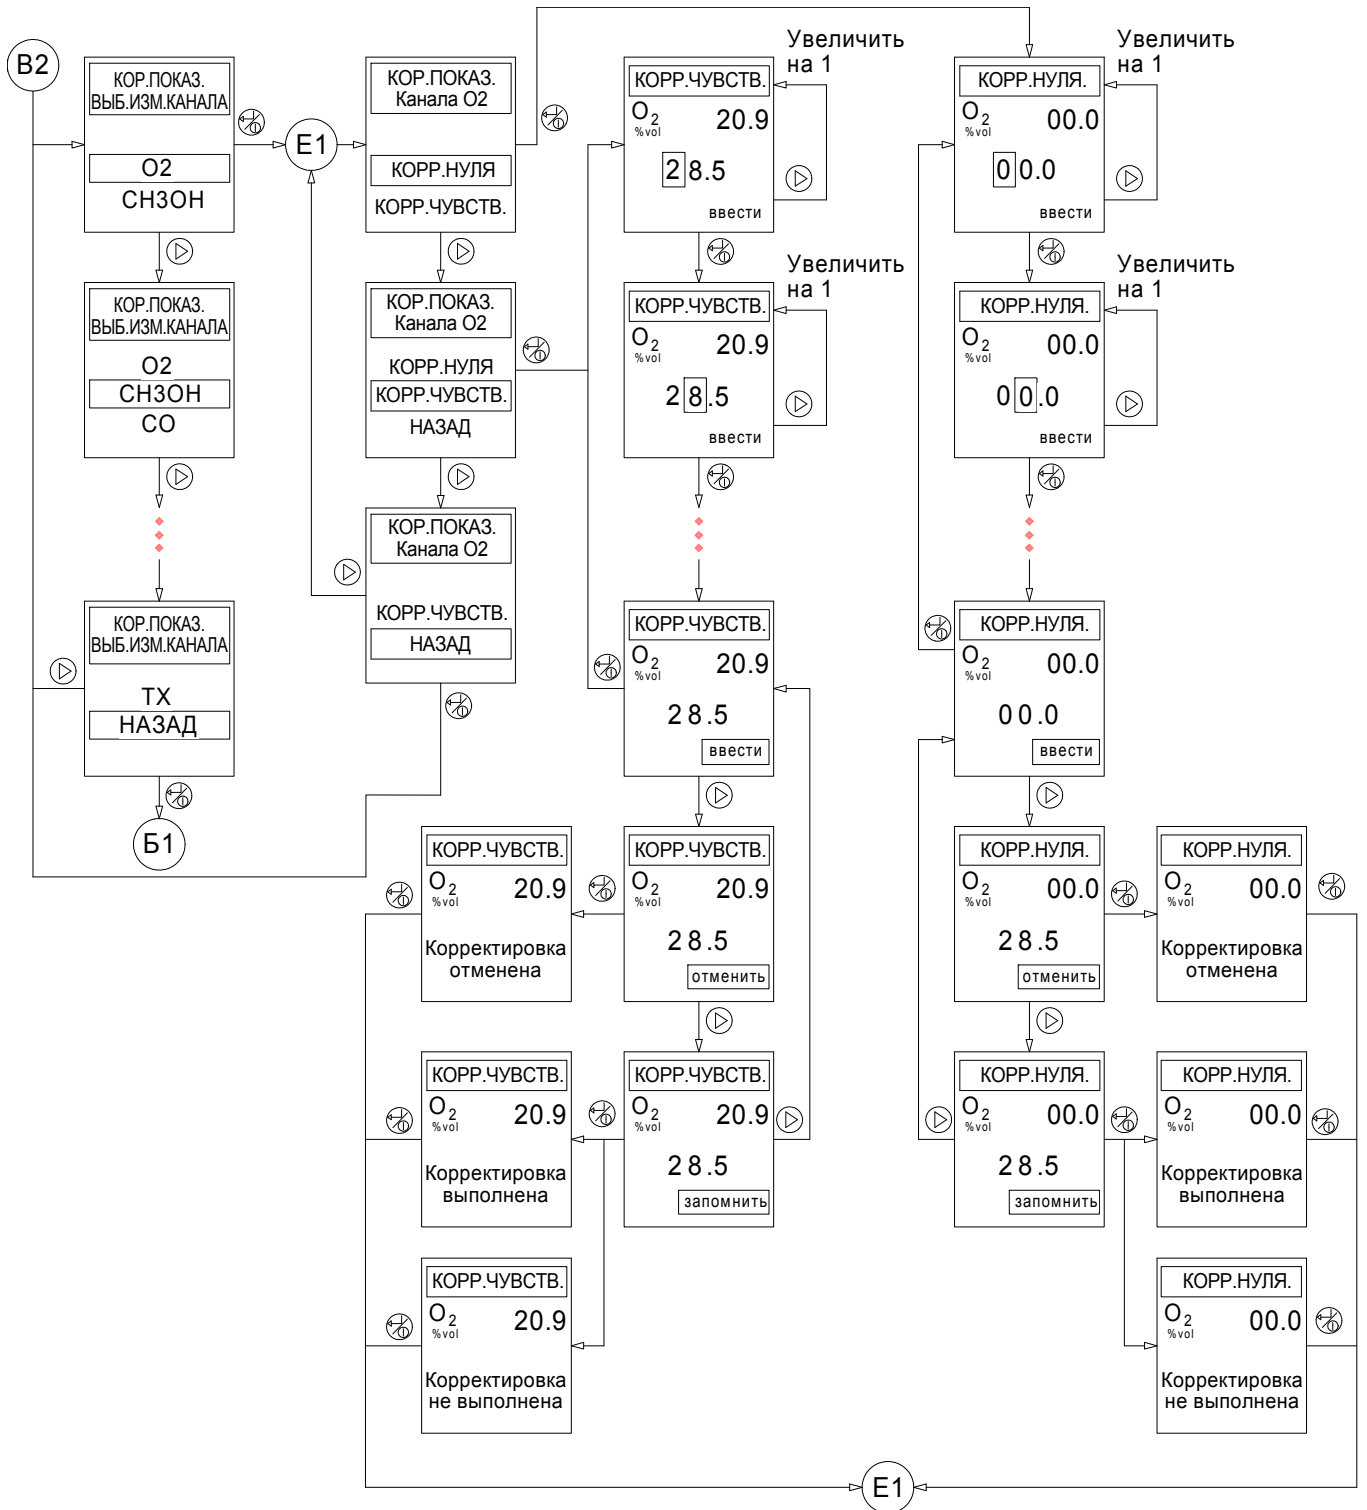 В2
КОР.ПОКАЗ.
ВЫБ.ИЗМ.КАНАЛА
О2
СН3ОН
КОР.ПОКАЗ.
ВЫБ.ИЗМ.КАНАЛА
О2
СН3ОН
СО
КОР.ПОКАЗ.
ВЫБ.ИЗМ.КАНАЛА
ТХ
НАЗАД
Б1
Е1
КОР.ПОКАЗ.
Канала О2
КОРР.НУЛЯ
КОРР.ЧУВСТВ.
КОР.ПОКАЗ.
Канала О2
КОРР.НУЛЯ
КОРР.ЧУВСТВ.
НАЗАД
КОР.ПОКАЗ.
Канала О2
КОРР.ЧУВСТВ.
НАЗАД
Увеличить
на 1
КОРР.ЧУВСТВ.
O2 20.9
%vol
28.5
ввести
Увеличить
на 1
КОРР.ЧУВСТВ.
O2 20.9
%vol
28.5
ввести
КОРР.ЧУВСТВ.
O2 20.9
%vol
28.5
ввести
КОРР.ЧУВСТВ.
O2 20.9
%vol
28.5
отменить
КОРР.ЧУВСТВ.
O2 20.9
%vol
Корректировка
отменена
КОРР.ЧУВСТВ.
O2 20.9
%vol
28.5
запомнить
КОРР.ЧУВСТВ.
O2 20.9
%vol
Корректировка
выполнена
КОРР.ЧУВСТВ.
O2 20.9
%vol
Корректировка
не выполнена
Увеличить
на 1
КОРР.НУЛЯ.
O2 00.0
%vol
00.0
ввести
Увеличить
на 1
КОРР.НУЛЯ.
O2 00.0
%vol
00.0
ввести
КОРР.НУЛЯ.
O2 00.0
%vol
00.0
ввести
КОРР.НУЛЯ.
O2 00.0
%vol
28.5
отменить
КОРР.НУЛЯ.
O2 00.0
%vol
Корректировка
отменена
КОРР.НУЛЯ.
O2 00.0
%vol
28.5
запомнить
КОРР.НУЛЯ.
O2 00.0
%vol
Корректировка
выполнена
КОРР.НУЛЯ.
O2 00.0
%vol
Корректировка
не выполнена
Е1